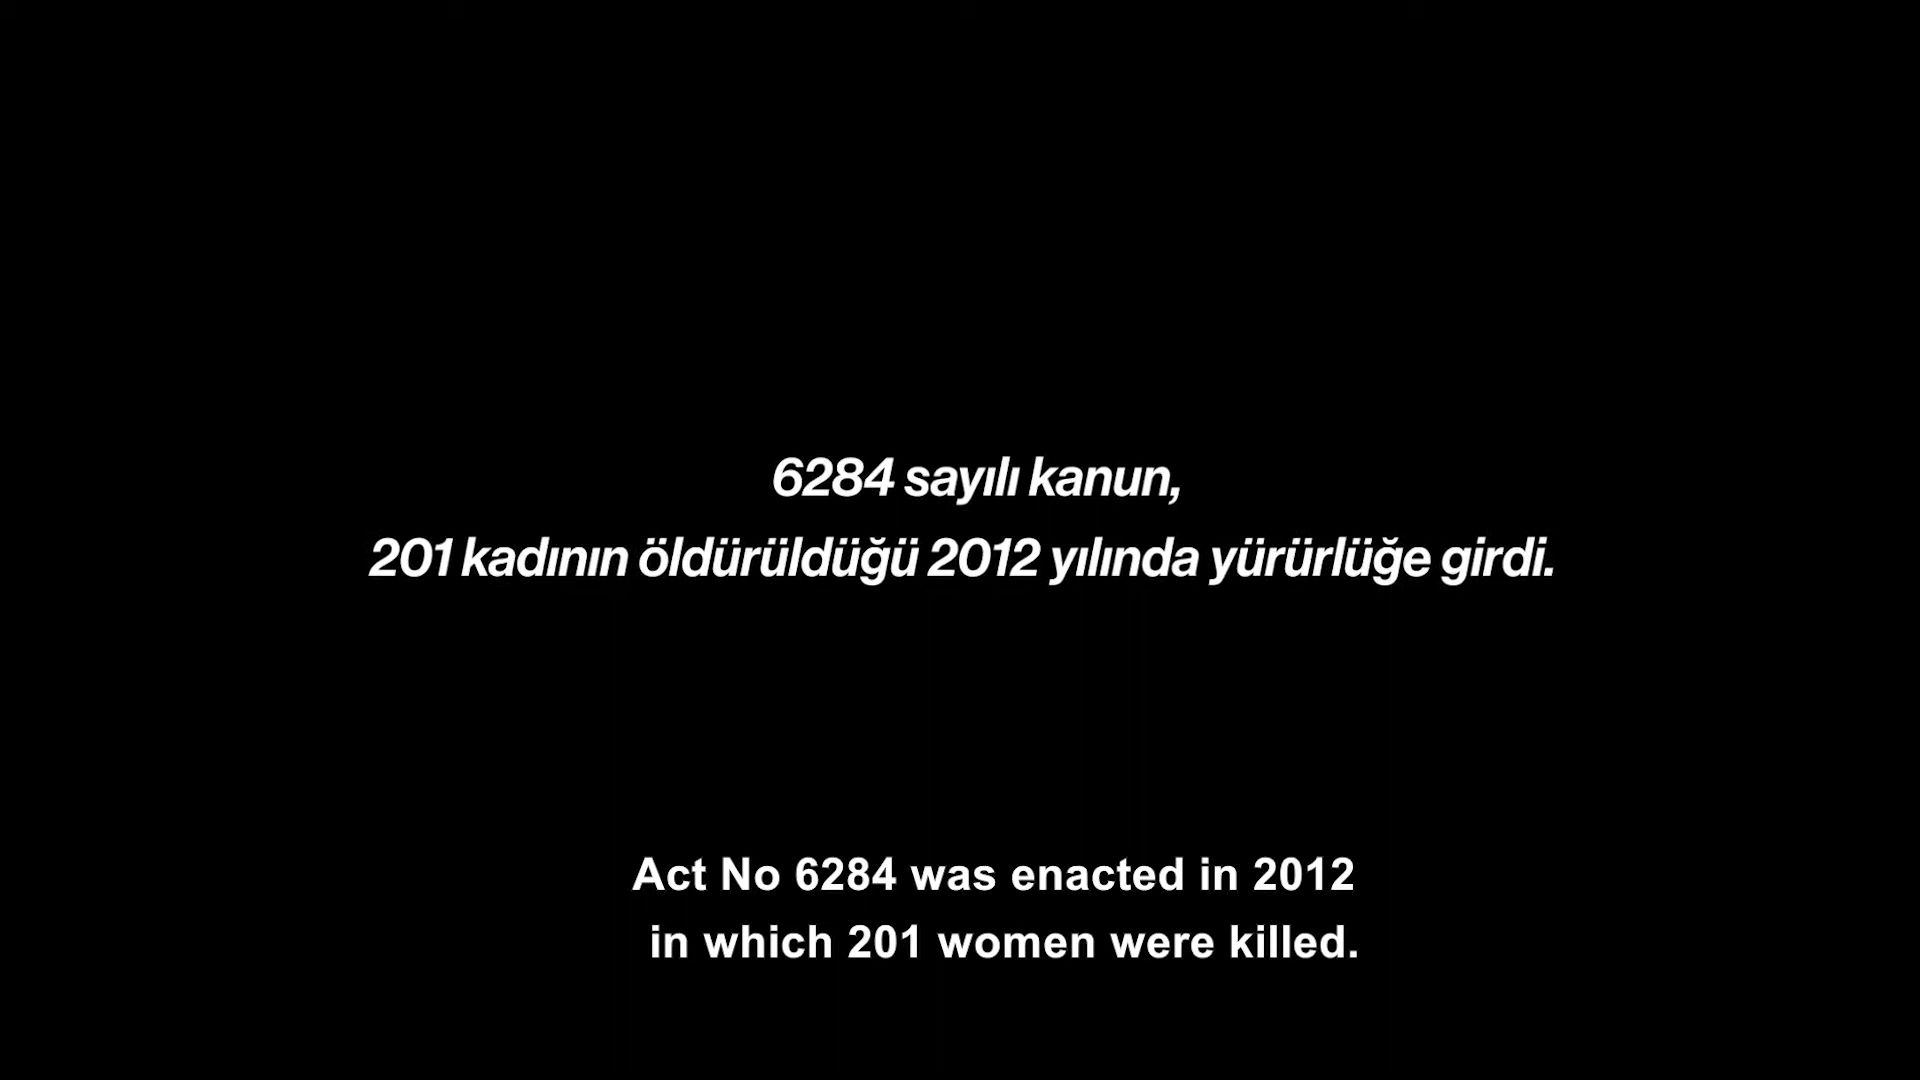 6284 sayılı kanun,
201 kadının öldürüldüğü 2012 yılında yürürlüğe girdi.
Act No 6284 was enacted in 2012
in which 201 women were killed.